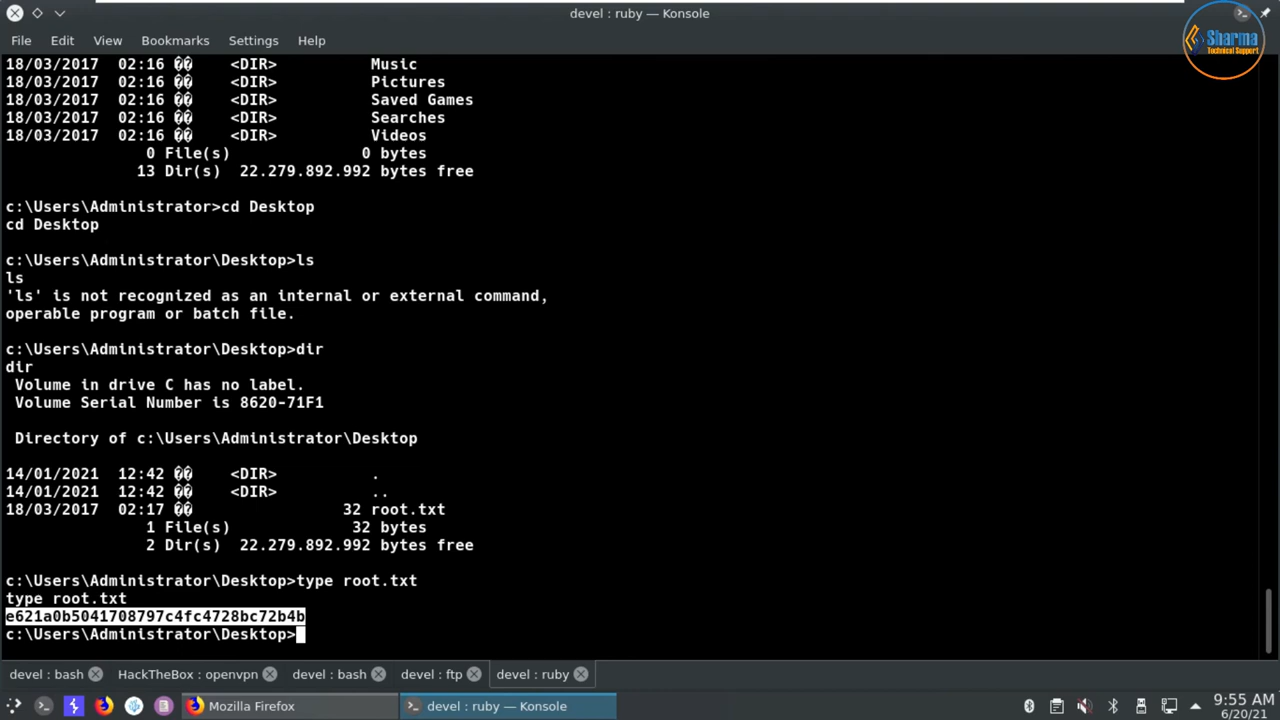 devel : ruby — Konsole
Sharma
Technical Support
File Edit View Bookmarks Settings Help
18/03/2017  02:16 ��    <DIR>          Music
18/03/2017  02:16 ��    <DIR>          Pictures
18/03/2017  02:16 ��    <DIR>          Saved Games
18/03/2017  02:16 ��    <DIR>          Searches
18/03/2017  02:16 ��    <DIR>          Videos
               0 File(s)              0 bytes
              13 Dir(s)  22.279.892.992 bytes free
c:\Users\Administrator>cd Desktop
cd Desktop
c:\Users\Administrator\Desktop>ls
ls
'ls' is not recognized as an internal or external command,
operable program or batch file.
c:\Users\Administrator\Desktop>dir
dir
 Volume in drive C has no label.
 Volume Serial Number is 8620-71F1
 Directory of c:\Users\Administrator\Desktop
14/01/2021  12:42 ��    <DIR>          .
14/01/2021  12:42 ��    <DIR>          ..
18/03/2017  02:17 ��                32 root.txt
               1 File(s)             32 bytes
               2 Dir(s)  22.279.892.992 bytes free
c:\Users\Administrator\Desktop>type root.txt
type root.txt
e621a0b5041708797c4fc4728bc72b4b
c:\Users\Administrator\Desktop>
devel : bash HackTheBox : openvpn devel : bash devel : ftp devel : ruby
Mozilla Firefox devel : ruby — Konsole 9:55 AM
6/20/21